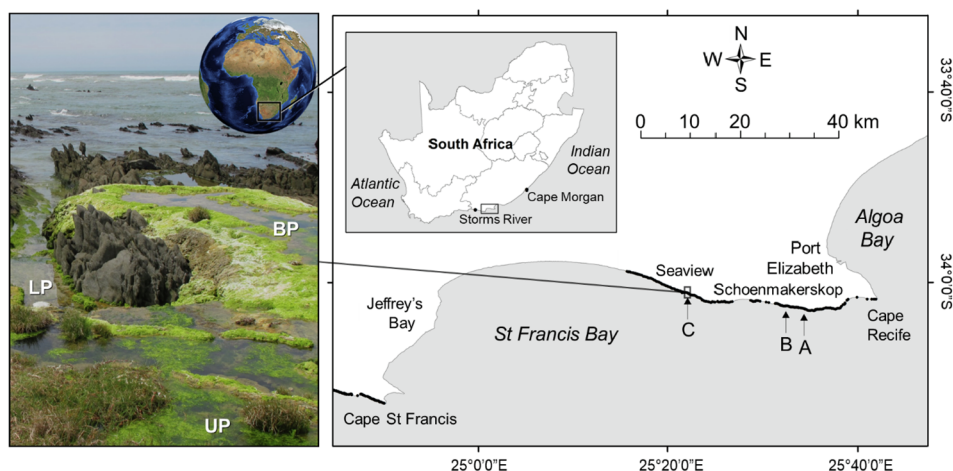 BP
LP
UP
South Africa
Atlantic
Ocean
Indian
Ocean
Cape Morgan
Storms River
N
W
E
S
0 10 20 40 km
33°40'0"S
34°0'0"S
Algoa
Bay
Port
Elizabeth
Seaview
Schoenmakerskop
Jeffrey's
Bay
St Francis Bay
Cape
Recife
C
B
A
Cape St Francis
25°0'0"E
25°20'0"E
25°40'0"E